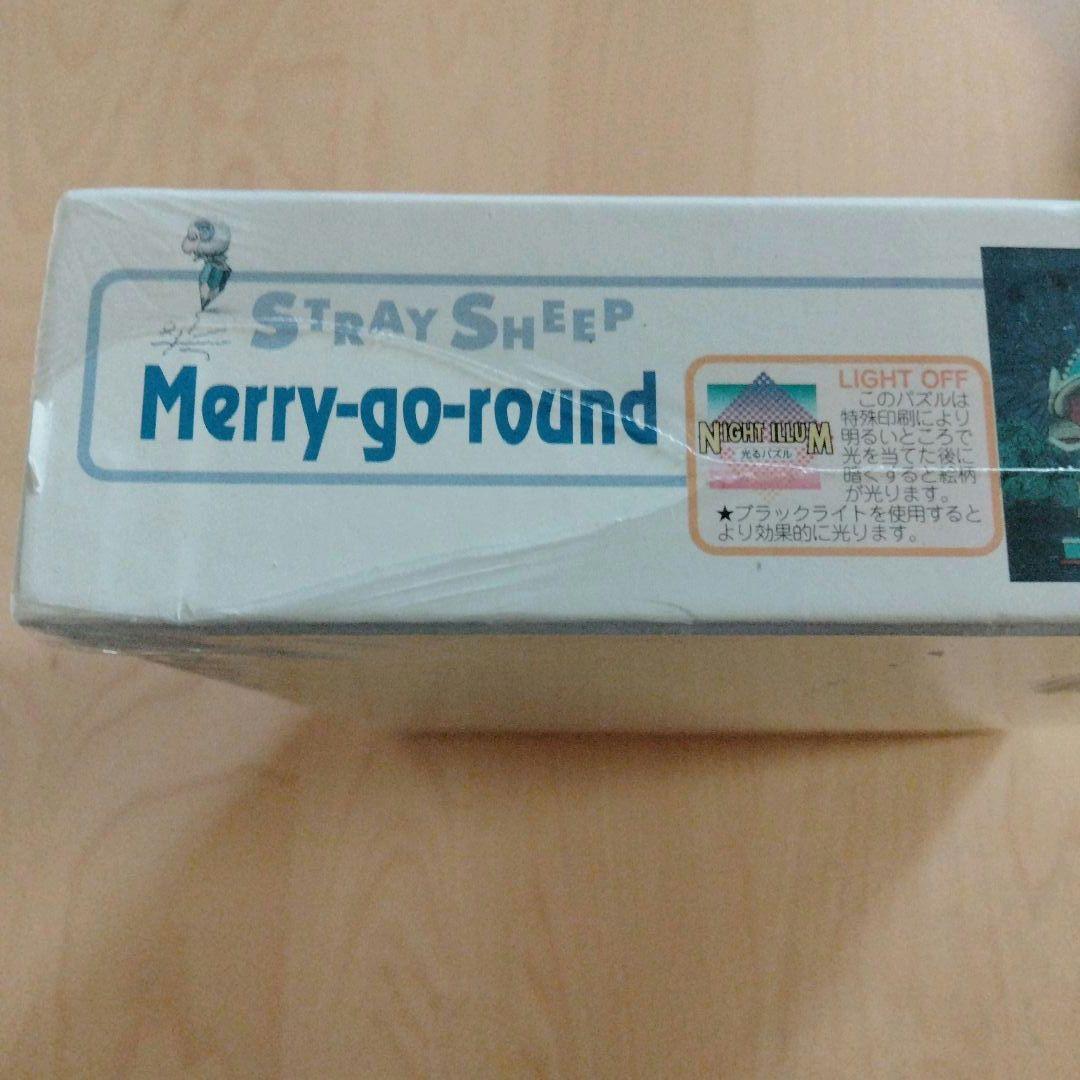 STRAY SHEEP
Merry-go-round
NIGHT ILLUM
光るパズル
LIGHT OFF
このパズルは
特殊印刷により
明るいところで
光を当てた後に
暗くすると絵柄
が光ります。
★ブラックライトを使用すると
より効果的に光ります。